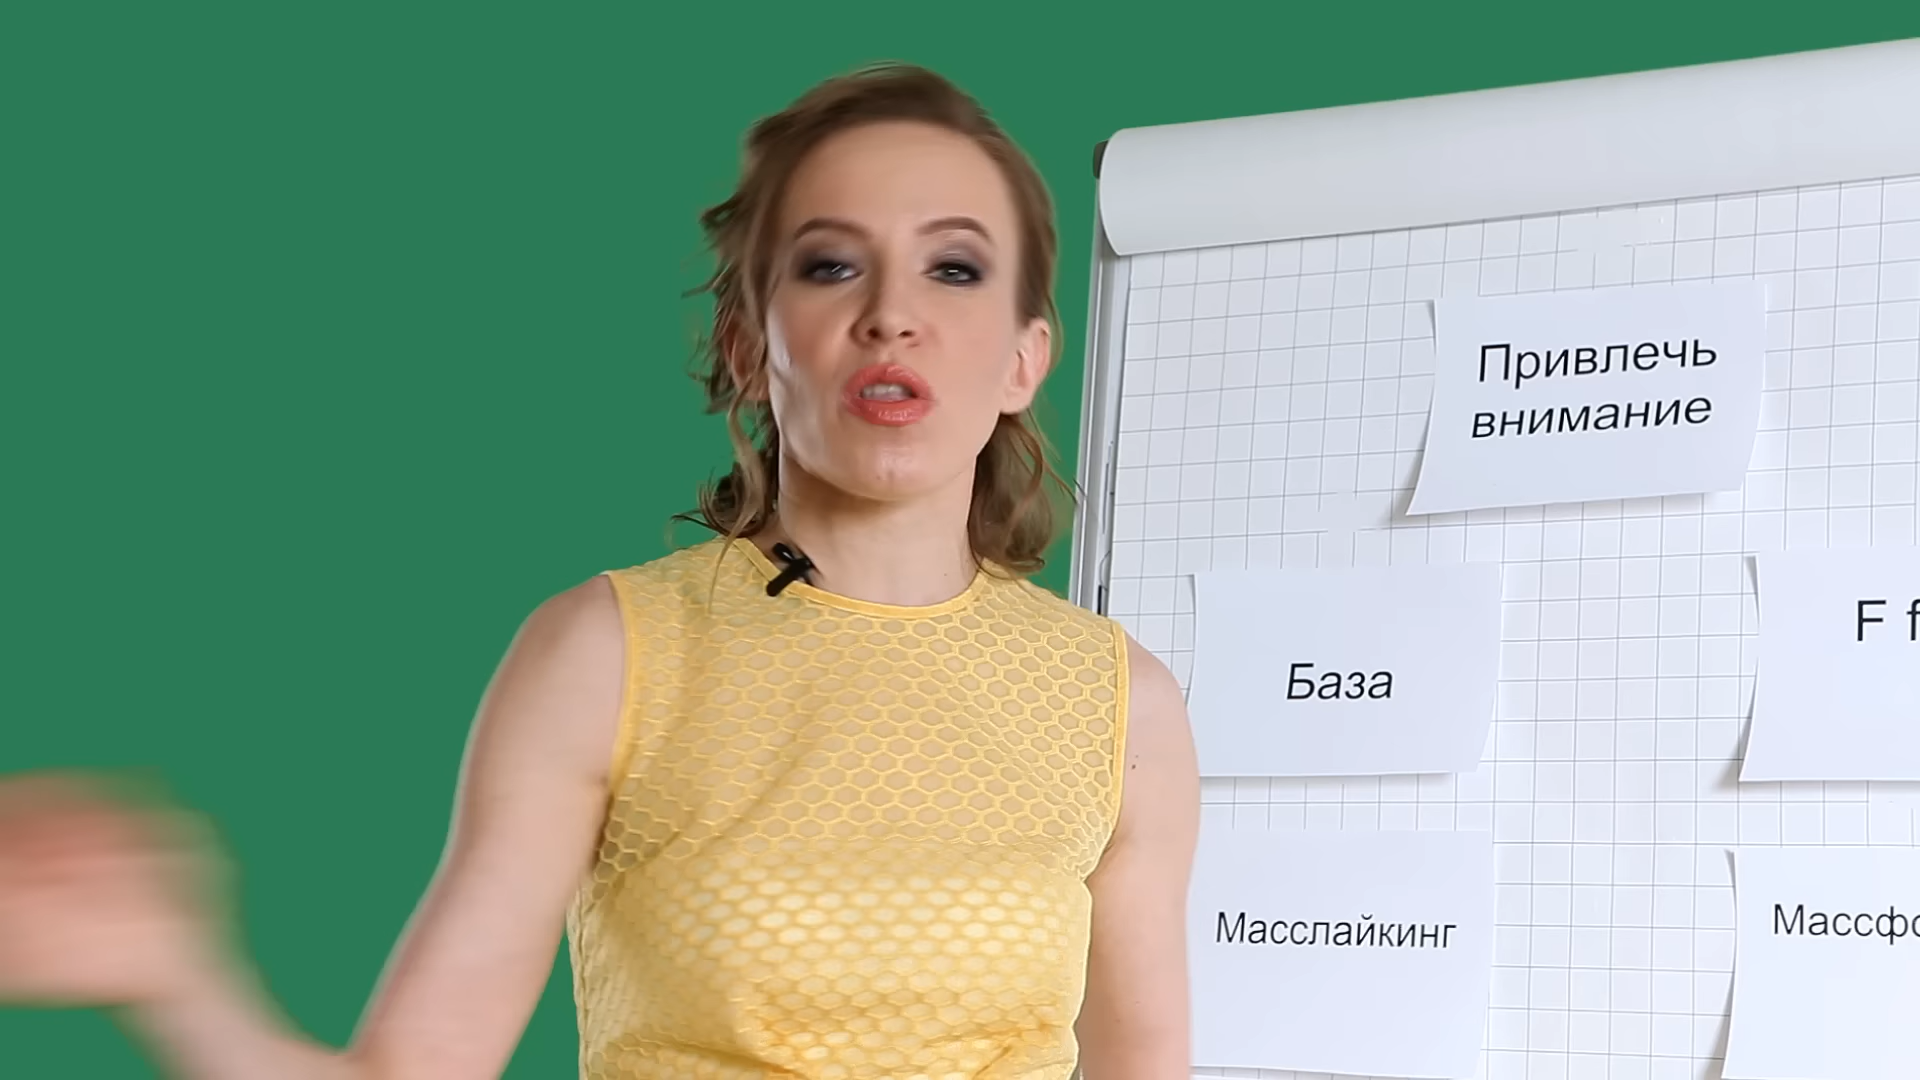 Привлечь
внимание
База
F f
Масслайкинг